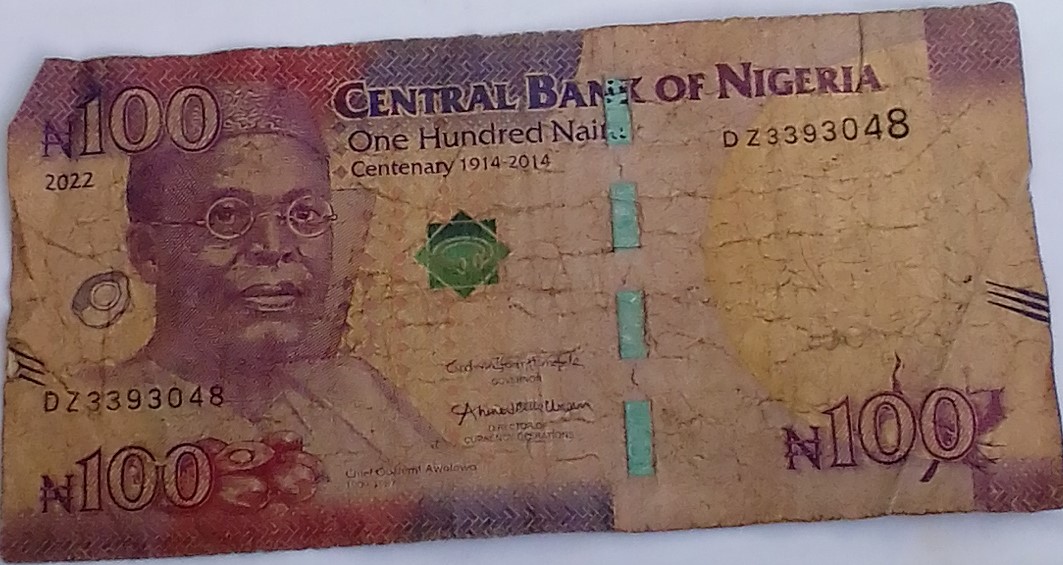 ₦100
CENTRAL BANK OF NIGERIA
One Hundred Nair
DZ3393048
Centenary 1914-2014
2022
GOVERNOR
DZ3393048
DIRECTOR OF
CURRENCY OPERATIONS
₦100
₦100
Chief Obafemi Awolowo